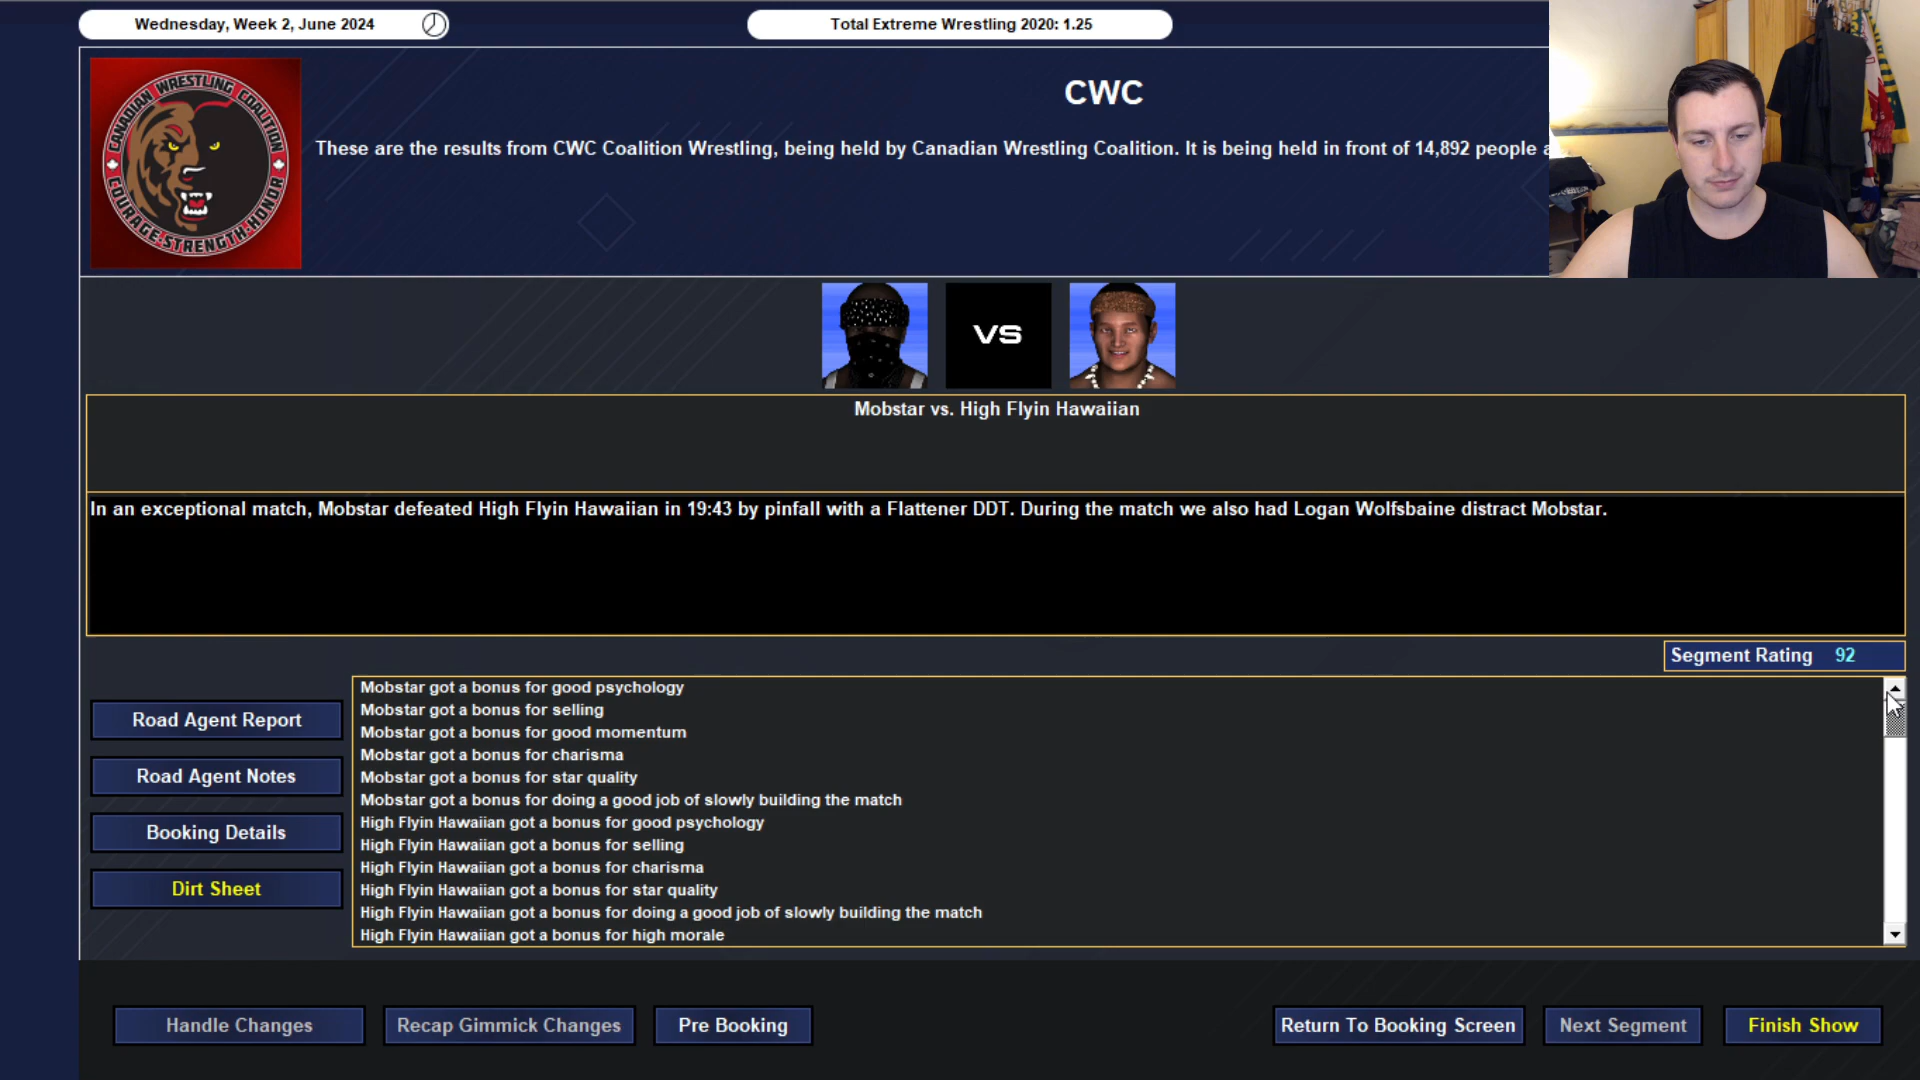 Wednesday, Week 2, June 2024
Total Extreme Wrestling 2020: 1.25
CANADIAN WRESTLING COALITION
COURAGE·STRENGTH·HONOR
CWC
These are the results from CWC Coalition Wrestling, being held by Canadian Wrestling Coalition. It is being held in front of 14,892 people
VS
Mobstar vs. High Flyin Hawaiian
In an exceptional match, Mobstar defeated High Flyin Hawaiian in 19:43 by pinfall with a Flattener DDT. During the match we also had Logan Wolfsbaine distract Mobstar.
Segment Rating 92
Road Agent Report
Road Agent Notes
Booking Details
Dirt Sheet
Mobstar got a bonus for good psychology
Mobstar got a bonus for selling
Mobstar got a bonus for good momentum
Mobstar got a bonus for charisma
Mobstar got a bonus for star quality
Mobstar got a bonus for doing a good job of slowly building the match
High Flyin Hawaiian got a bonus for good psychology
High Flyin Hawaiian got a bonus for selling
High Flyin Hawaiian got a bonus for charisma
High Flyin Hawaiian got a bonus for star quality
High Flyin Hawaiian got a bonus for doing a good job of slowly building the match
High Flyin Hawaiian got a bonus for high morale
Handle Changes
Recap Gimmick Changes
Pre Booking
Return To Booking Screen
Next Segment
Finish Show